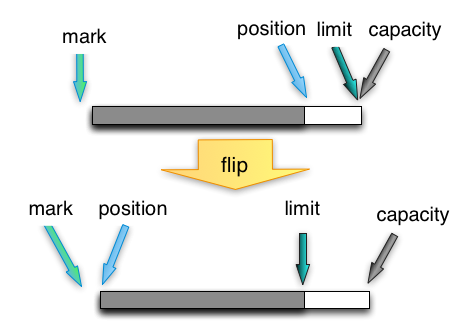 mark
position
limit
capacity
flip
mark
position
limit
capacity